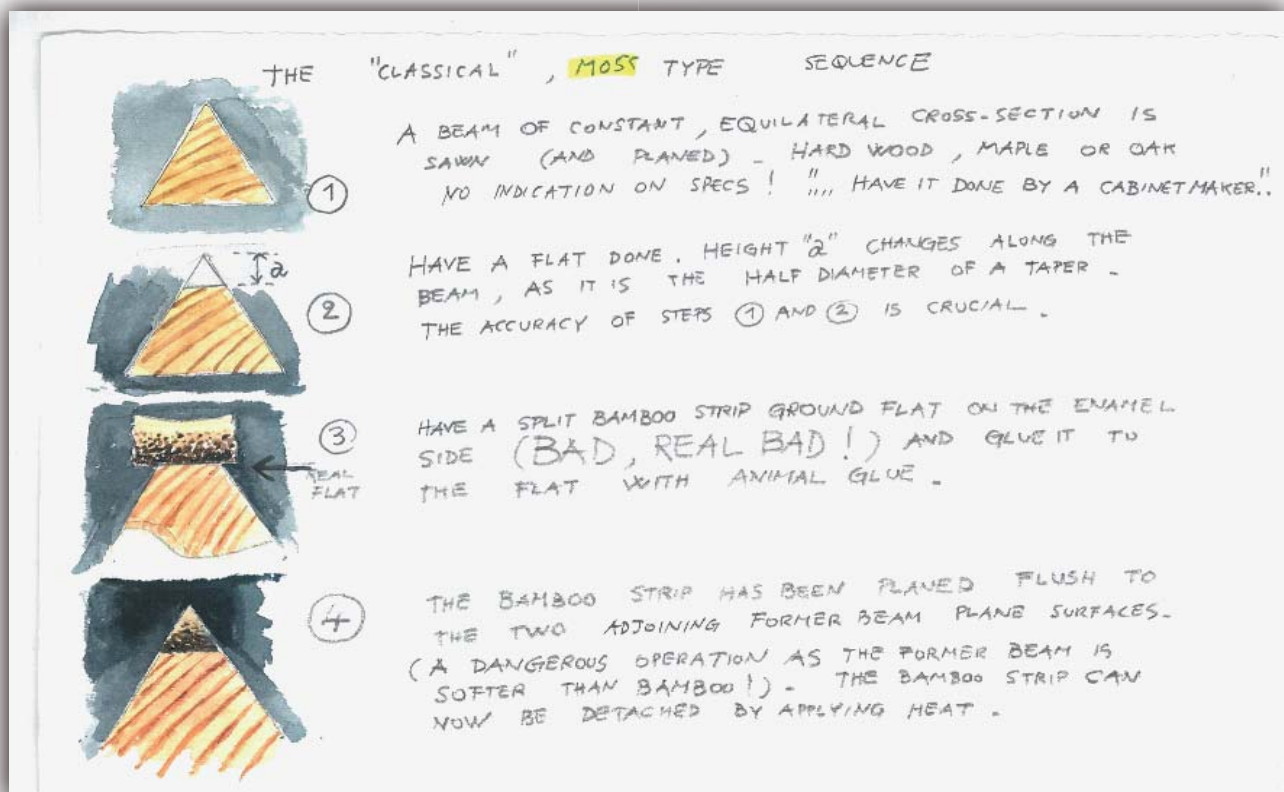 THE "CLASSICAL", MOSS TYPE SEQUENCE
A BEAM OF CONSTANT, EQUILATERAL CROSS-SECTION IS
SAWN (AND PLANED) - HARD WOOD, MAPLE OR OAK
NO INDICATION ON SPECS! ",,, HAVE IT DONE BY A CABINETMAKER.."
1
a
HAVE A FLAT DONE. HEIGHT "a" CHANGES ALONG THE
BEAM, AS IT IS THE HALF DIAMETER OF A TAPER -
THE ACCURACY OF STEPS 1 AND 2 IS CRUCIAL.
2
HAVE A SPLIT BAMBOO STRIP GROUND FLAT ON THE ENAMEL
SIDE (BAD, REAL BAD!) AND GLUE IT TO
THE FLAT WITH ANIMAL GLUE.
3
REAL
FLAT
THE BAMBOO STRIP HAS BEEN PLANED FLUSH TO
THE TWO ADJOINING FORMER BEAM PLANE SURFACES-
(A DANGEROUS OPERATION AS THE FORMER BEAM IS
SOFTER THAN BAMBOO!)- THE BAMBOO STRIP CAN
NOW BE DETACHED BY APPLYING HEAT.
4